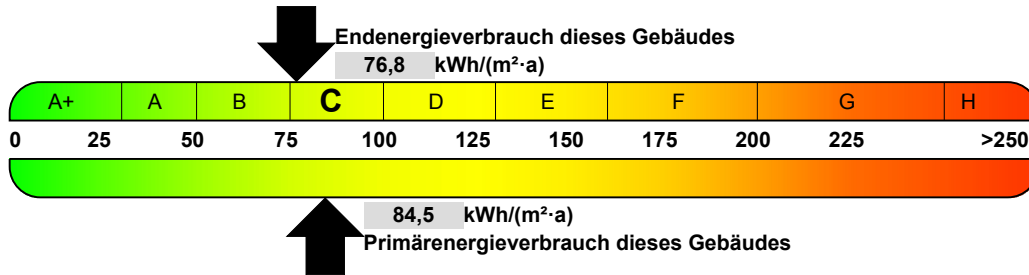 Endenergieverbrauch dieses Gebäudes
76,8 kWh/(m²·a)
A+ A B C D E F G H
0 25 50 75 100 125 150 175 200 225 >250
84,5 kWh/(m²·a)
Primärenergieverbrauch dieses Gebäudes